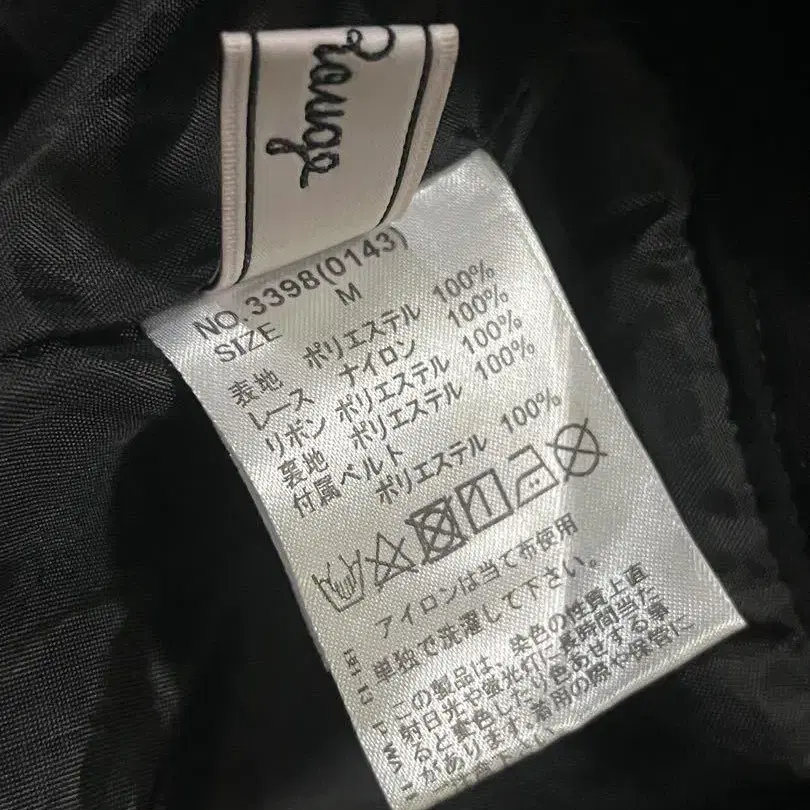 Rouge
NO.3398(0143)
SIZE M
表地 ポリエステル 100%
レース ナイロン 100%
リボン ポリエステル 100%
裏地 ポリエステル 100%
付属ベルト
ポリエステル 100%
アイロンは当て布使用
単独で洗濯して下さい。
この製品は、染色の性質上直
射日光や蛍光灯に長時間当た
ると変色したり色あせする事
があります。着用の際や保管に